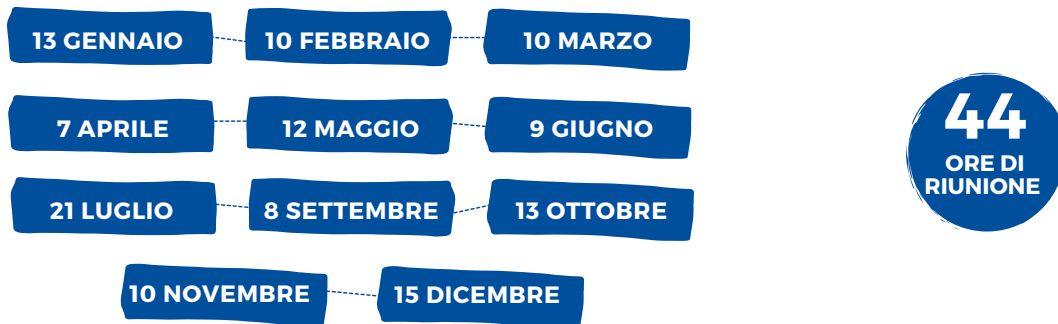 13 GENNAIO
10 FEBBRAIO
10 MARZO
7 APRILE
12 MAGGIO
9 GIUGNO
21 LUGLIO
8 SETTEMBRE
13 OTTOBRE
10 NOVEMBRE
15 DICEMBRE
44
ORE DI
RIUNIONE